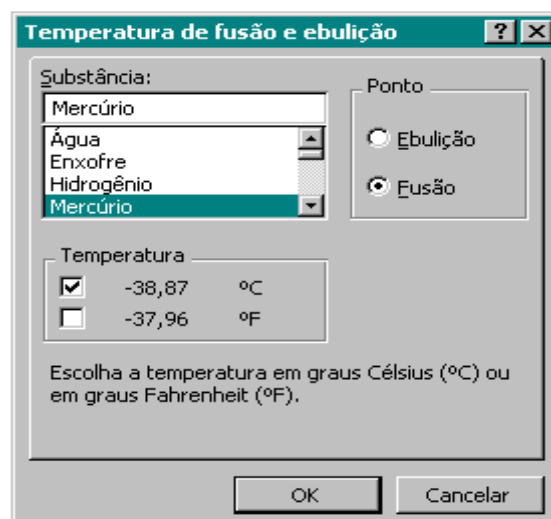 Temperatura de fusão e ebulição
Substância:
Mercúrio
Água
Enxofre
Hidrogênio
Mercúrio
Ponto
Ebulição
Fusão
Temperatura
-38,87 ºC
-37,96 ºF
Escolha a temperatura em graus Célsius (ºC) ou
em graus Fahrenheit (ºF).
OK
Cancelar